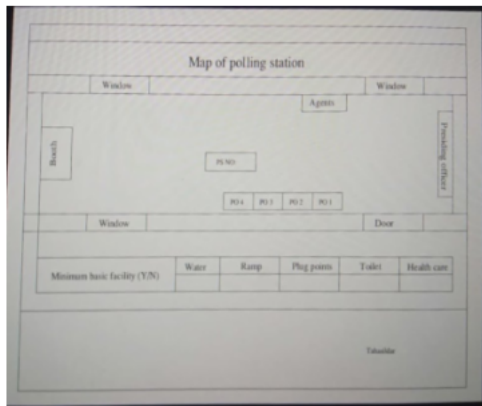 Map of polling station
Window
Window
Agents
Booth
Presiding officer
PO 4
PO 3
PO 2
PO 1
Window
Door
Minimum basic facility (Y/N)
Water
Ramp
Plug points
Toilet
Health care
Tahsildar